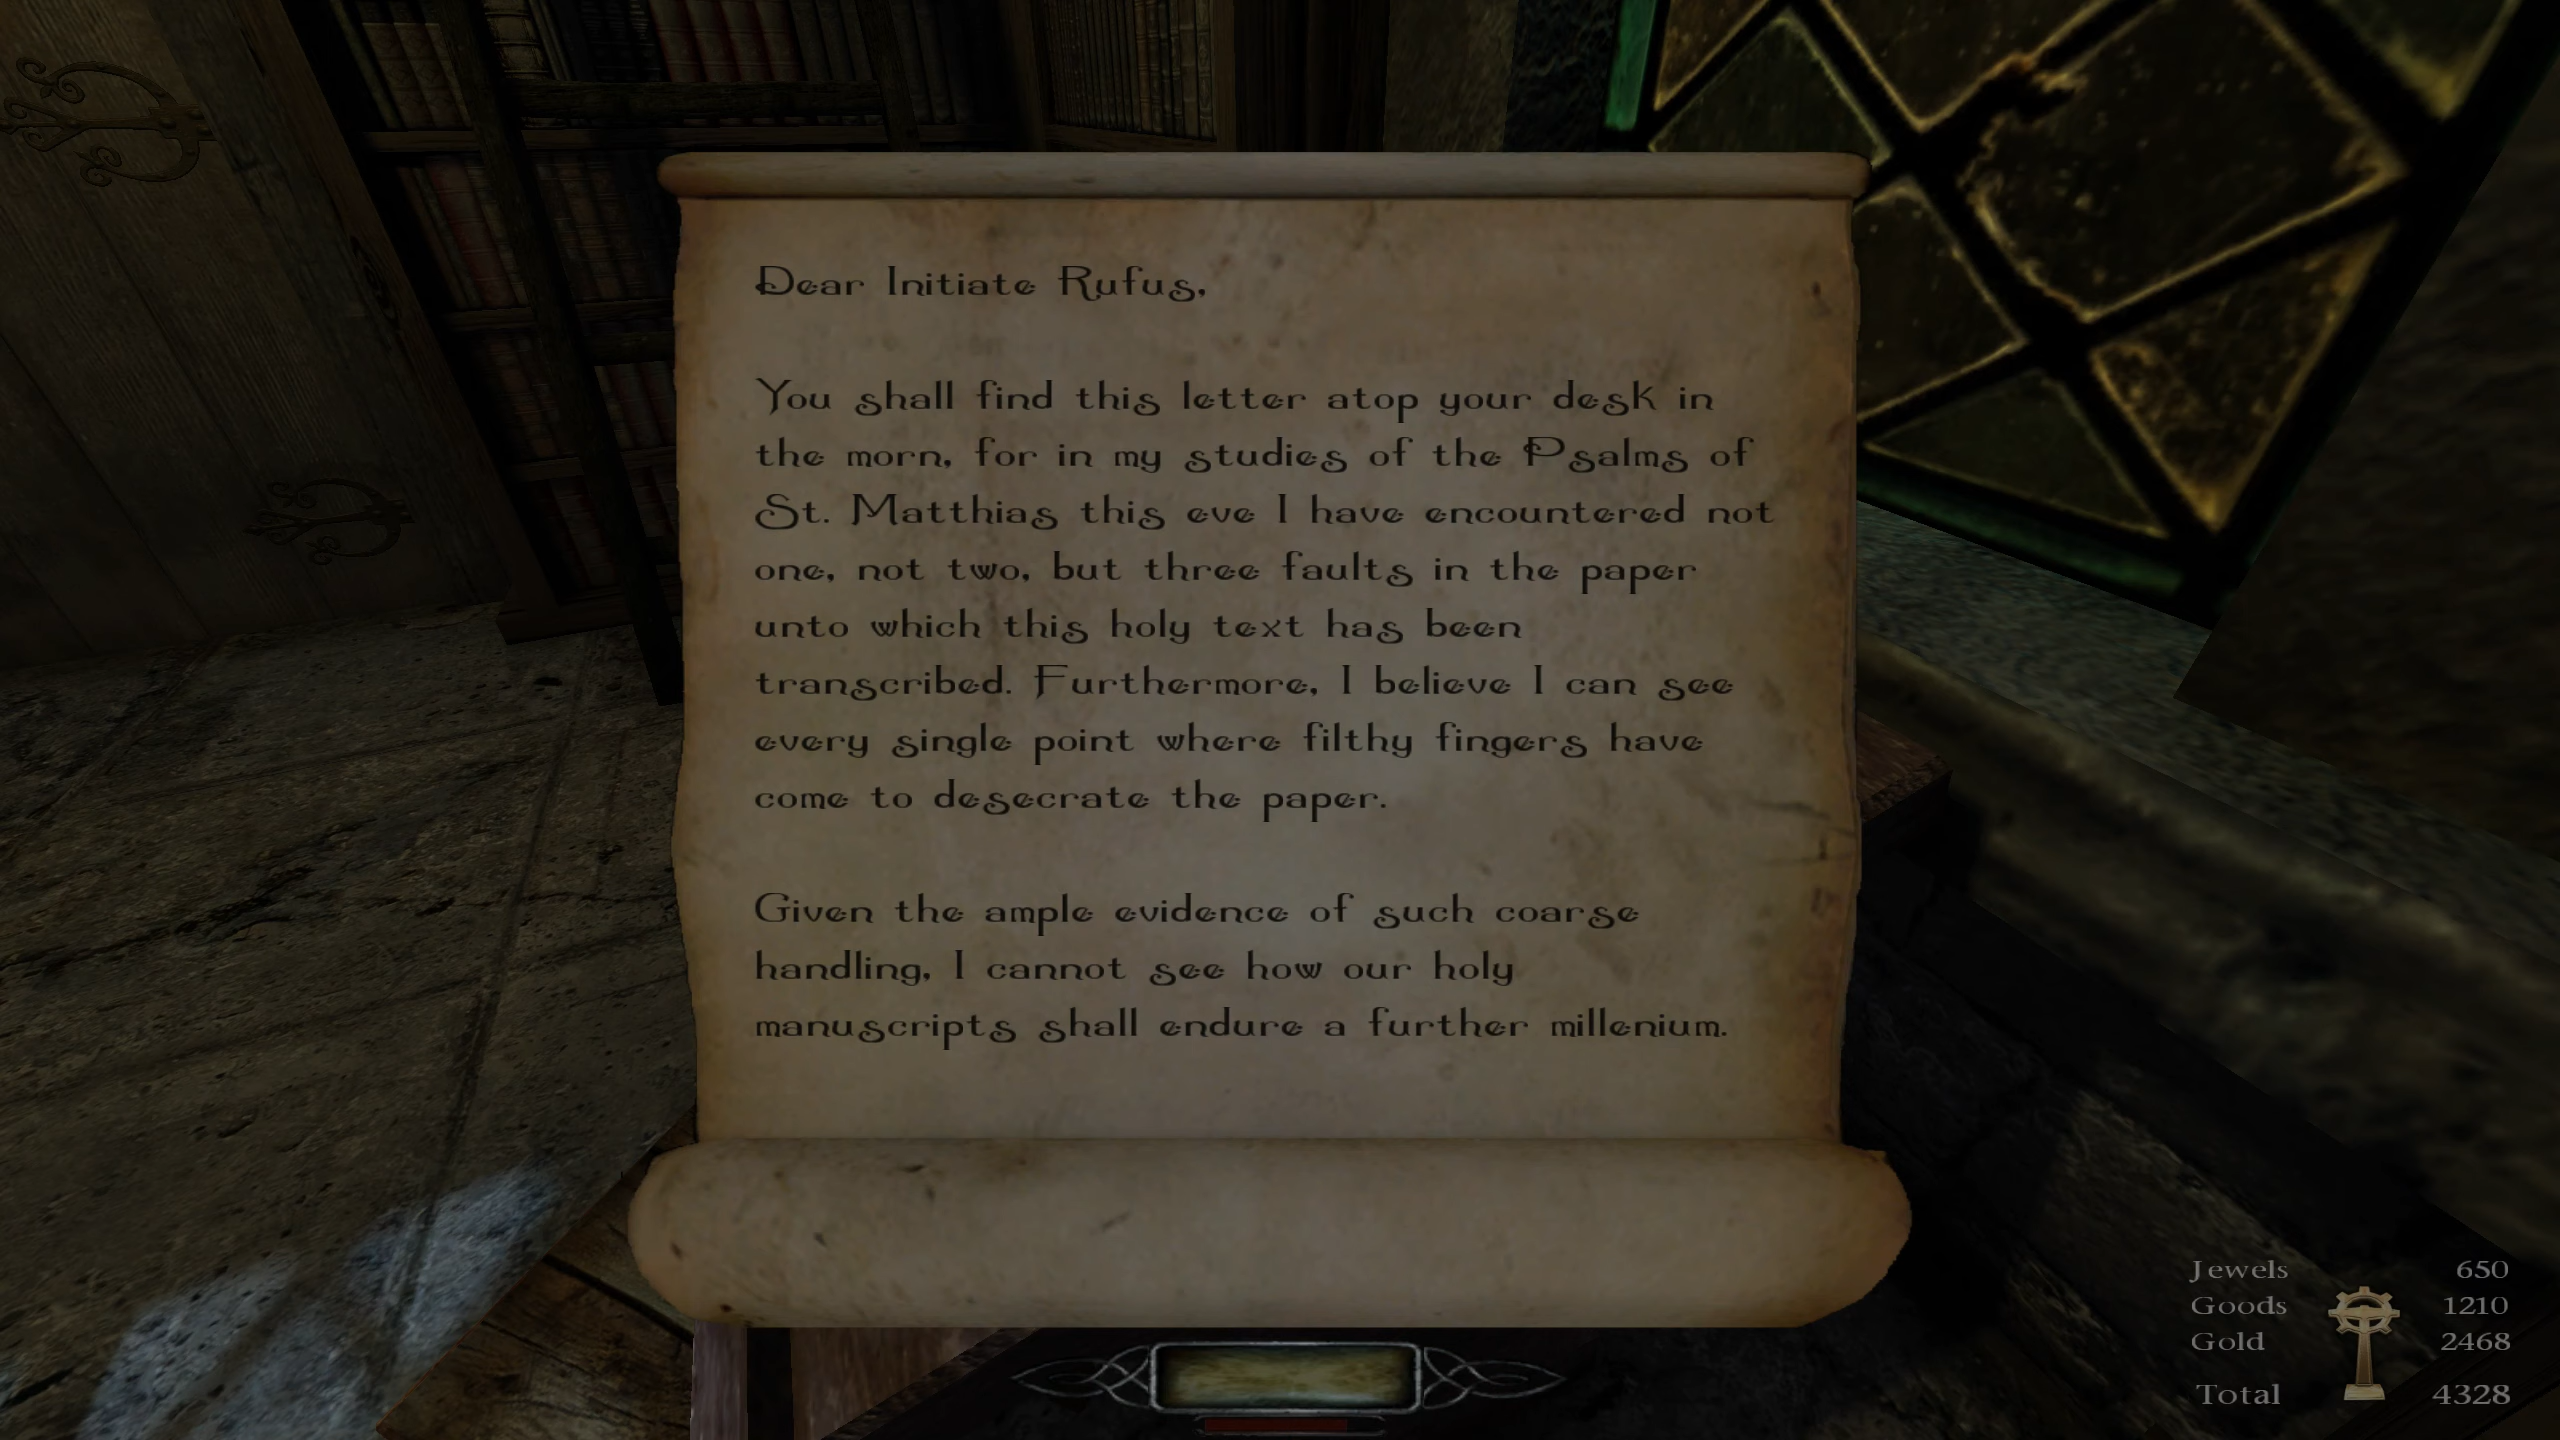 Dear Initiate Rufus,
You shall find this letter atop your desk in
the morn, for in my studies of the Psalms of
St. Matthias this eve I have encountered not
one, not two, but three faults in the paper
unto which this holy text has been
transcribed. Furthermore, I believe I can see
every single point where filthy fingers have
come to desecrate the paper.
Given the ample evidence of such coarse
handling, I cannot see how our holy
manuscripts shall endure a further millenium.
Jewels 650
Goods 1210
Gold 2468
Total 4328